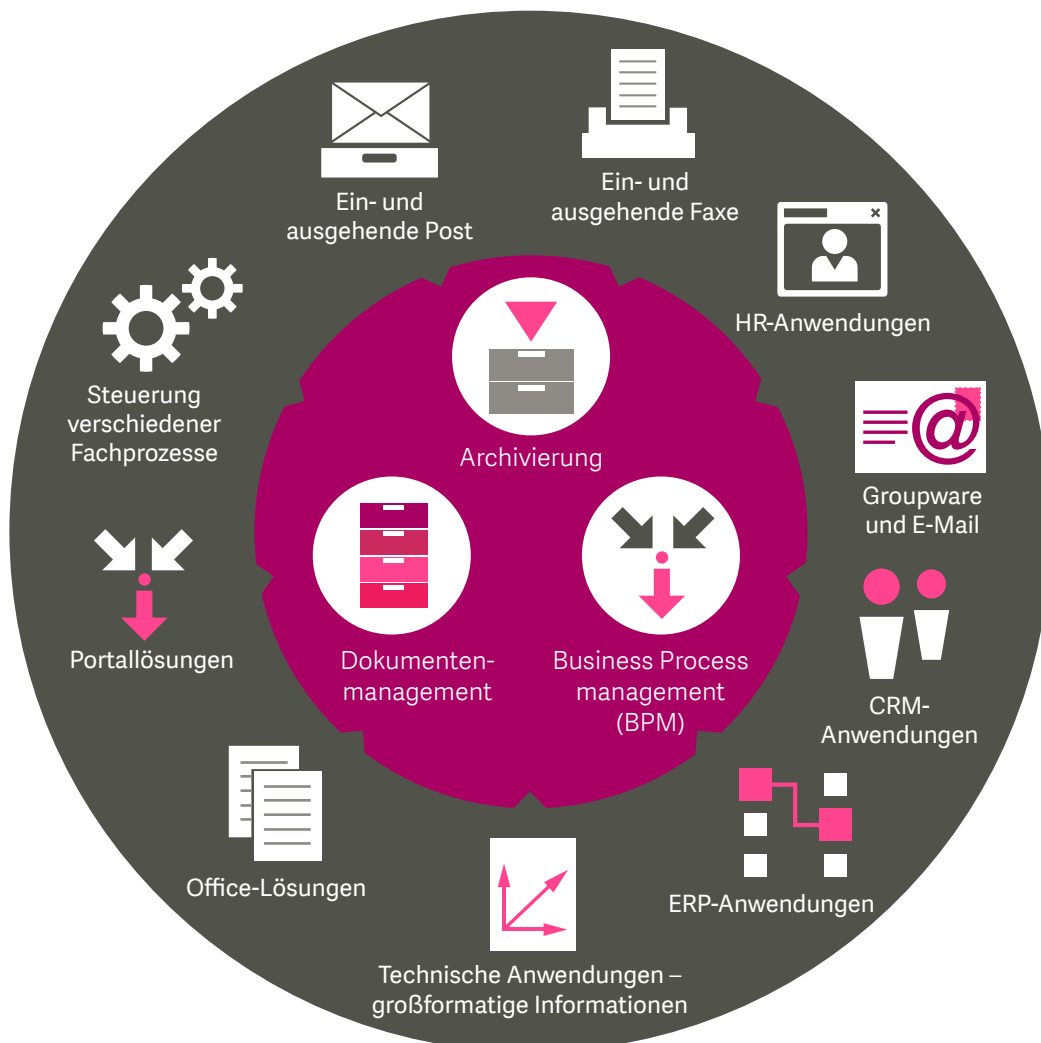 Ein- und
ausgehende Post
Ein- und
ausgehende Faxe
HR-Anwendungen
Steuerung
verschiedener
Fachprozesse
Archivierung
@
Groupware
und E-Mail
Portallösungen
Dokumenten-
management
Business Process
management
(BPM)
CRM-
Anwendungen
Office-Lösungen
ERP-Anwendungen
Technische Anwendungen –
großformatige Informationen